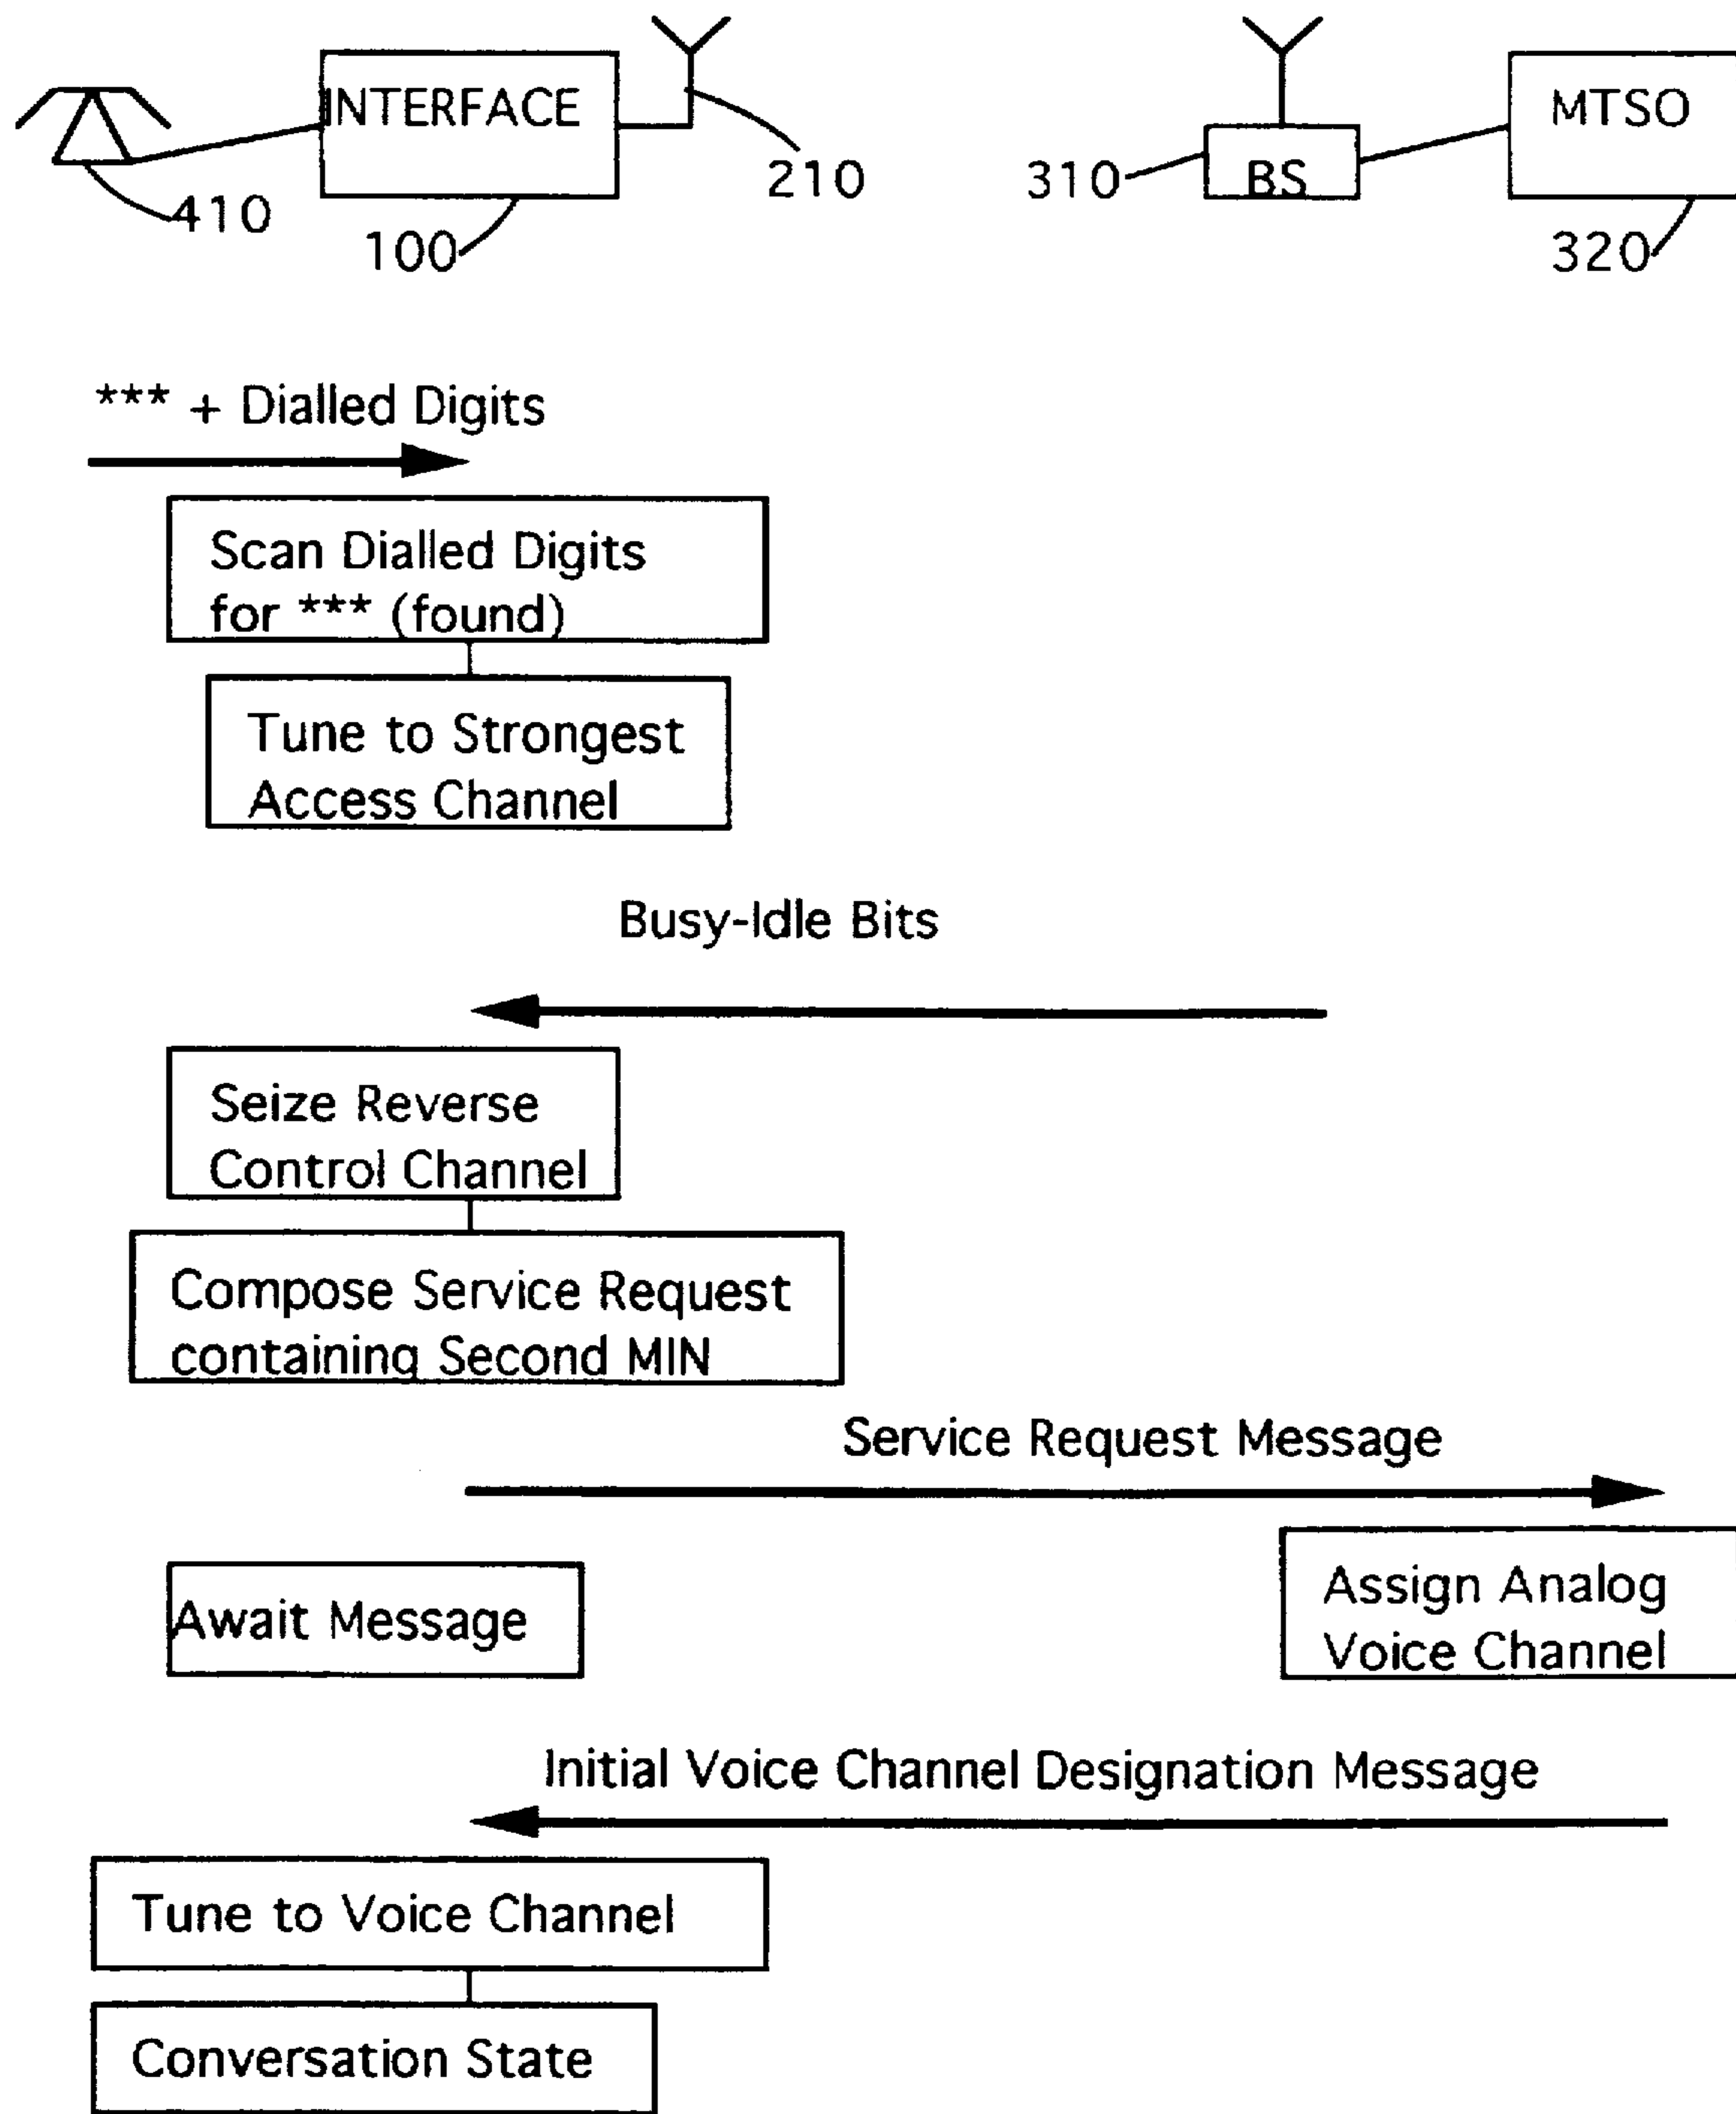 INTERFACE
MTSO
BS
210
310
410
100
320
*** + Dialled Digits
Scan Dialled Digits
for *** (found)
Tune to Strongest
Access Channel
Busy-Idle Bits
Seize Reverse
Control Channel
Compose Service Request
containing Second MIN
Service Request Message
Await Message
Assign Analog
Voice Channel
Initial Voice Channel Designation Message
Tune to Voice Channel
Conversation State